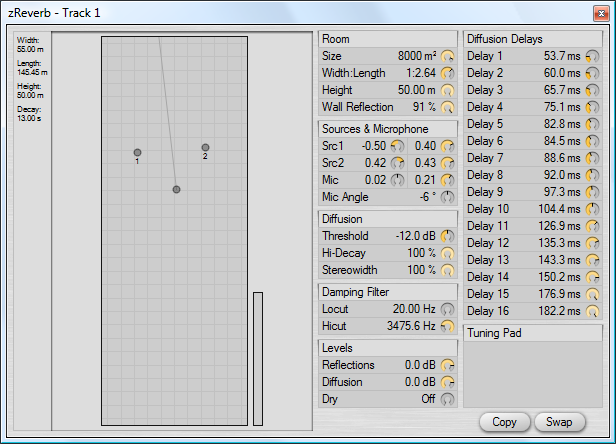 zReverb - Track 1
Width:
55.00 m
Length:
145.45 m
Height:
50.00 m
Decay:
13.00 s
1
2
Room
Size 8000 m²
Width:Length 1:2.64
Height 50.00 m
Wall Reflection 91 %
Sources & Microphone
Src1 -0.50 0.40
Src2 0.42 0.43
Mic 0.02 0.21
Mic Angle -6 °
Diffusion
Threshold -12.0 dB
Hi-Decay 100 %
Stereowidth 100 %
Damping Filter
Locut 20.00 Hz
Hicut 3475.6 Hz
Levels
Reflections 0.0 dB
Diffusion 0.0 dB
Dry Off
Diffusion Delays
Delay 1 53.7 ms
Delay 2 60.0 ms
Delay 3 65.7 ms
Delay 4 75.1 ms
Delay 5 82.8 ms
Delay 6 84.5 ms
Delay 7 88.6 ms
Delay 8 92.0 ms
Delay 9 97.3 ms
Delay 10 104.4 ms
Delay 11 126.9 ms
Delay 12 135.3 ms
Delay 13 143.3 ms
Delay 14 150.2 ms
Delay 15 176.9 ms
Delay 16 182.2 ms
Tuning Pad
Copy Swap